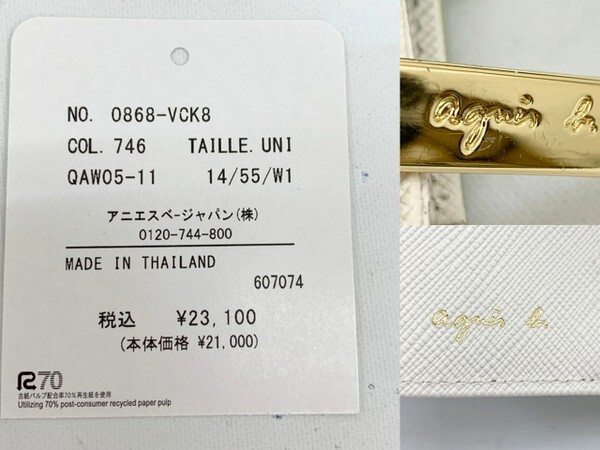 NO. 0868-VCK8
COL. 746 TAILLE. UNI
QAW05-11 14/55/W1
アニエスベージャパン(株)
0120-744-800
MADE IN THAILAND
607074
税込 ¥23,100
(本体価格 ¥21,000)
R70
古紙パルプ配合率70%再生紙を使用
Utilizing 70% post-consumer recycled paper pulp
agnès b.
agnès b.